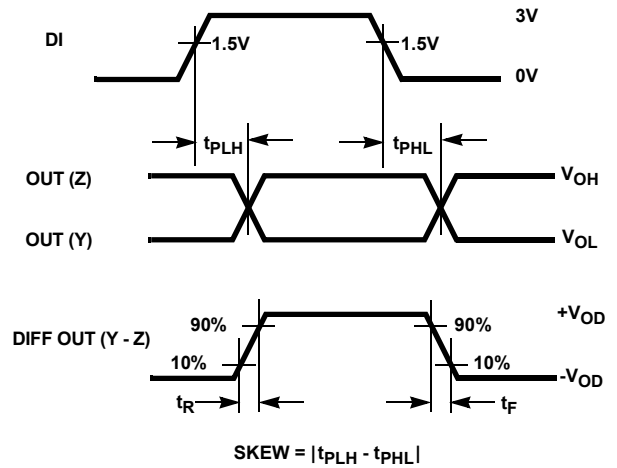 3V
DI
1.5V
1.5V
0V
tPLH
tPHL
OUT (Z)
VOH
OUT (Y)
VOL
+VOD
90%
90%
DIFF OUT (Y - Z)
10%
10%
-VOD
tR
tF
SKEW = |tPLH - tPHL|